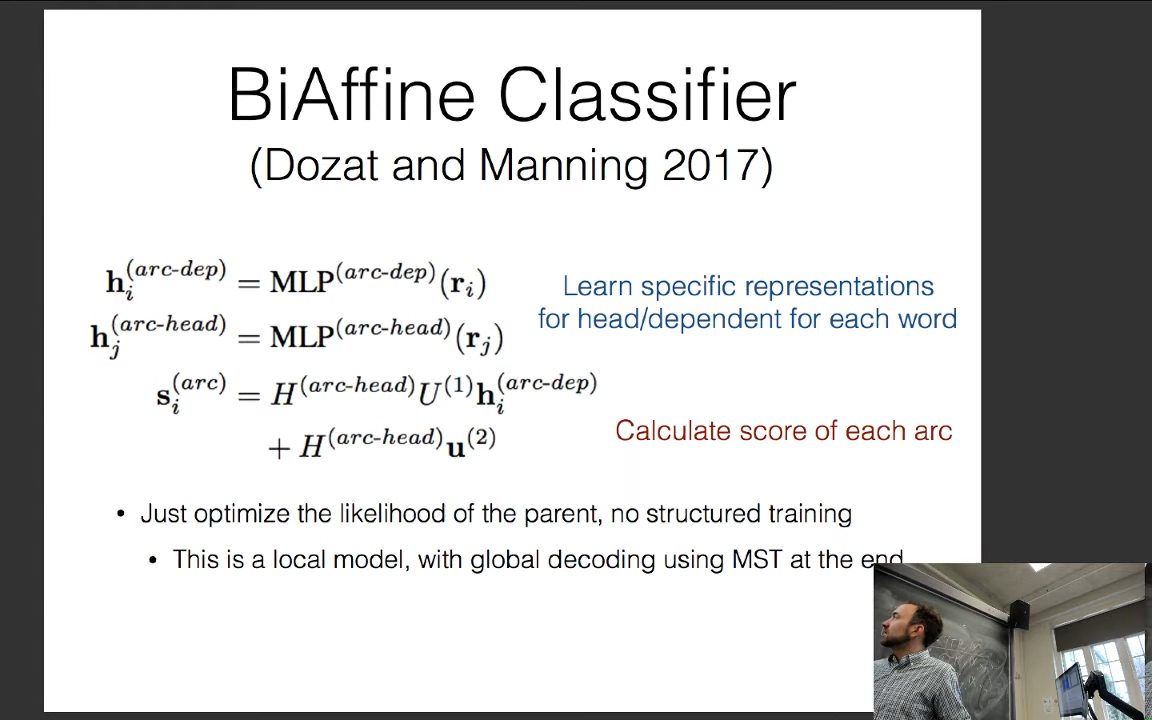 BiAffine Classifier
(Dozat and Manning 2017)
h_i^(arc-dep) = MLP^(arc-dep)(r_i)
h_j^(arc-head) = MLP^(arc-head)(r_j)
Learn specific representations
for head/dependent for each word
s_i^(arc) = H^(arc-head)U^(1)h_i^(arc-dep)
+ H^(arc-head)u^(2)
Calculate score of each arc
• Just optimize the likelihood of the parent, no structured training
• This is a local model, with global decoding using MST at the end